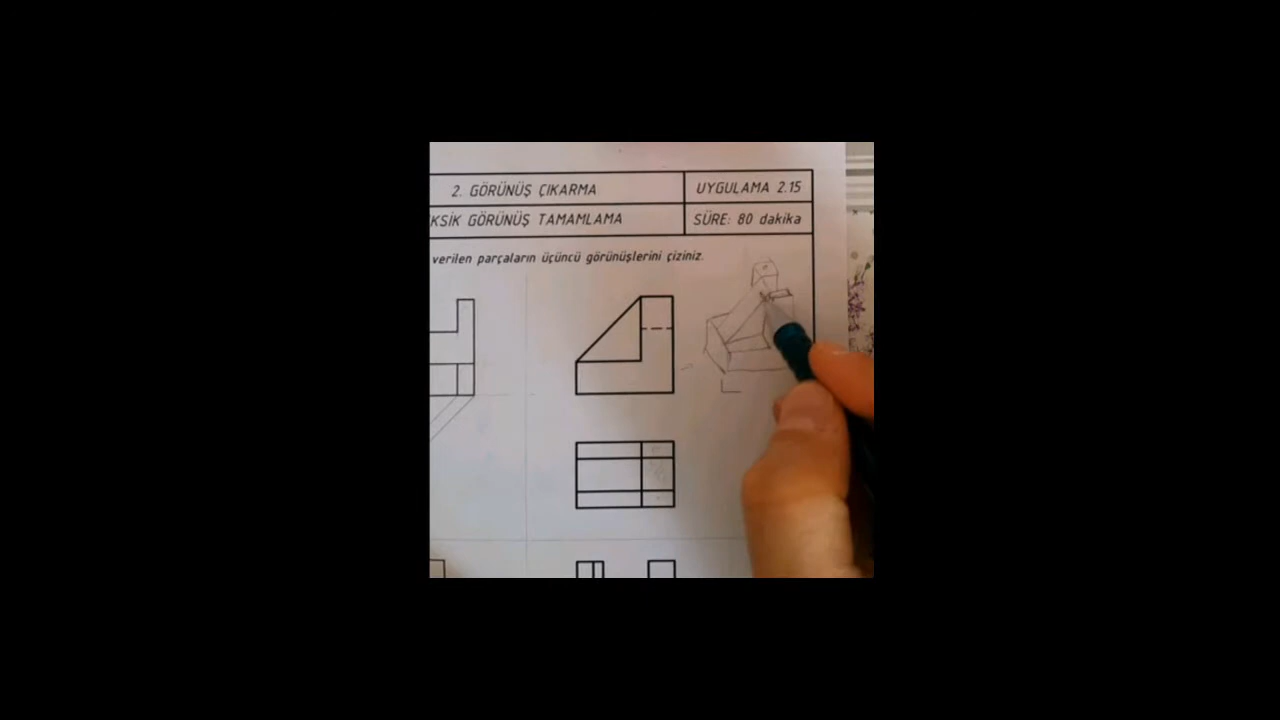 2. GÖRÜNÜŞ ÇIKARMA
UYGULAMA 2.15
KSİK GÖRÜNÜŞ TAMAMLAMA
SÜRE: 80 dakika
verilen parçaların üçüncü görünüşlerini çiziniz.